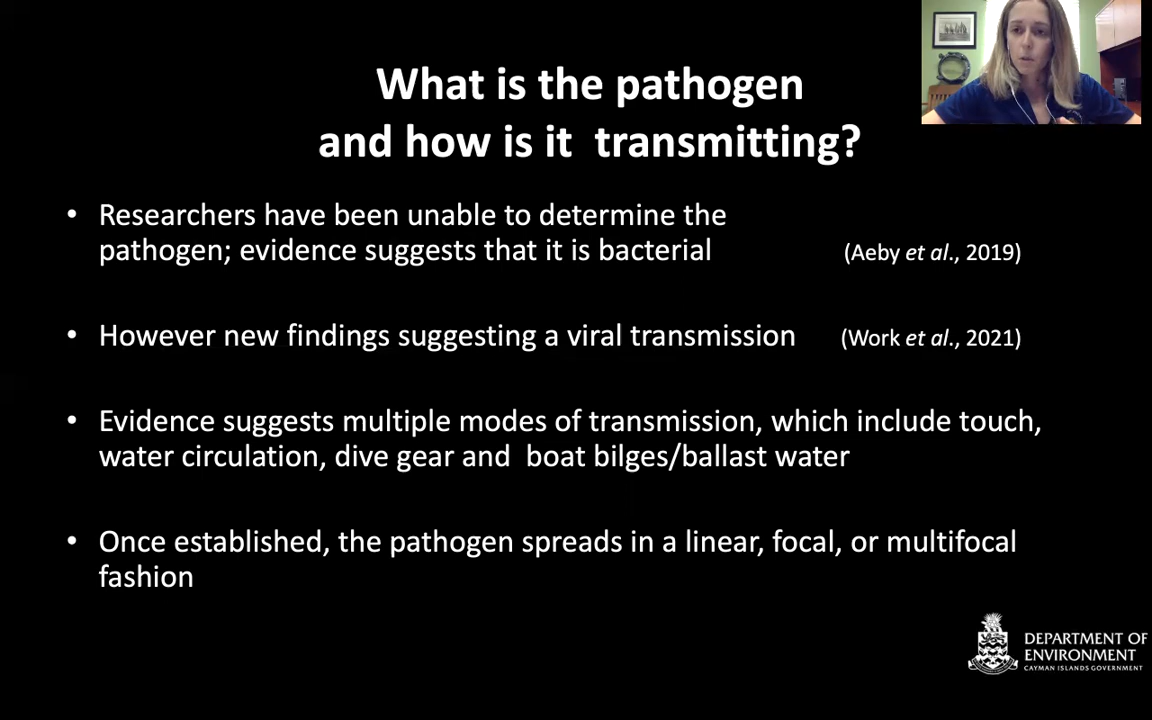 What is the pathogen
and how is it  transmitting?
• Researchers have been unable to determine the
pathogen; evidence suggests that it is bacterial (Aeby et al., 2019)
• However new findings suggesting a viral transmission (Work et al., 2021)
• Evidence suggests multiple modes of transmission, which include touch,
water circulation, dive gear and  boat bilges/ballast water
• Once established, the pathogen spreads in a linear, focal, or multifocal
fashion
DEPARTMENT OF
ENVIRONMENT
CAYMAN ISLANDS GOVERNMENT